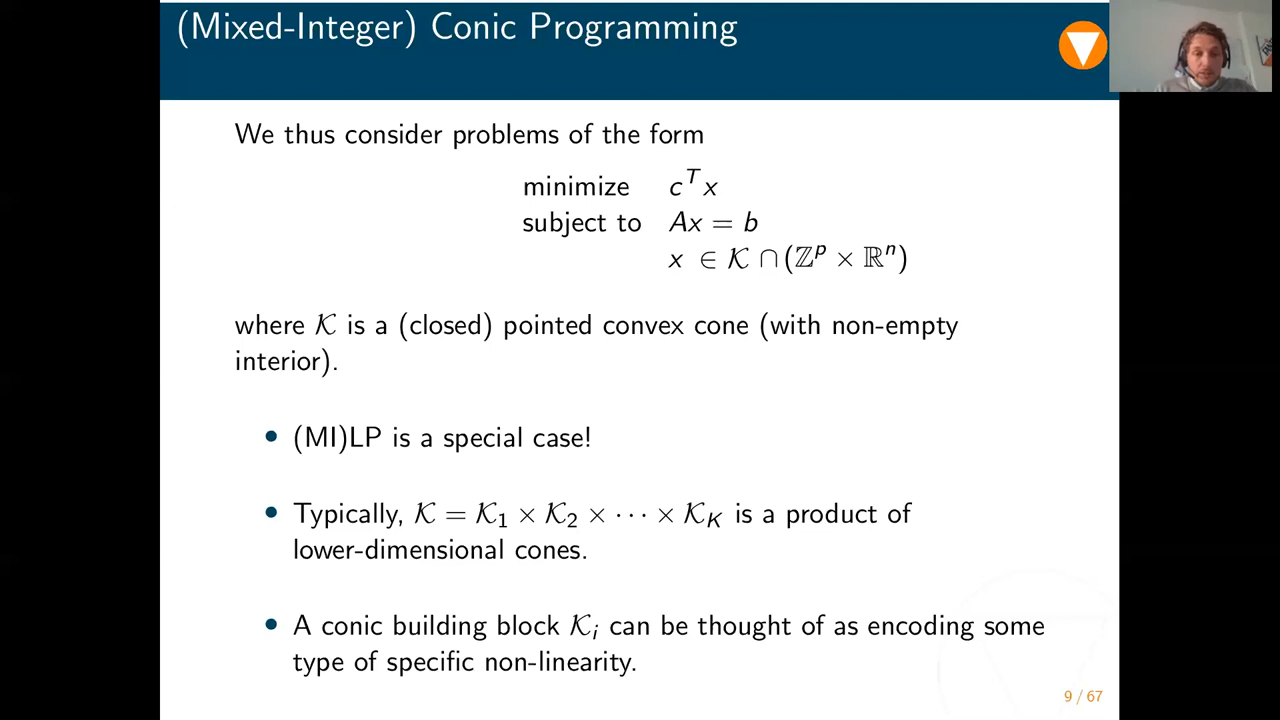 (Mixed-Integer) Conic Programming
We thus consider problems of the form
minimize c^T x
subject to Ax = b
x ∈ 𝒦 ∩ (ℤ^p × ℝ^n)
where 𝒦 is a (closed) pointed convex cone (with non-empty
interior).
• (MI)LP is a special case!
• Typically, 𝒦 = 𝒦_1 × 𝒦_2 × ⋯ × 𝒦_K is a product of
lower-dimensional cones.
• A conic building block 𝒦_i can be thought of as encoding some
type of specific non-linearity.
9 / 67